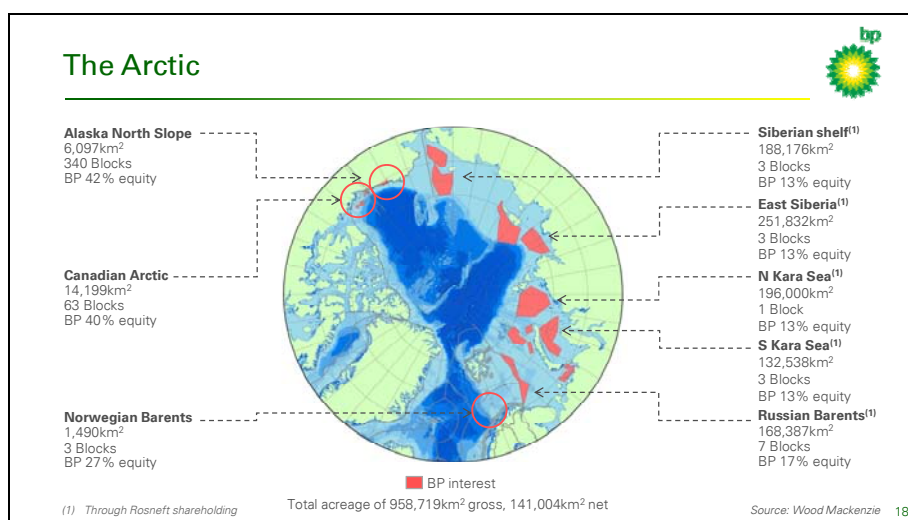 bp
The Arctic
Alaska North Slope
6,097km²
340 Blocks
BP 42% equity
Canadian Arctic
14,199km²
63 Blocks
BP 40% equity
Norwegian Barents
1,490km²
3 Blocks
BP 27% equity
Siberian shelf⁽¹⁾
188,176km²
3 Blocks
BP 13% equity
East Siberia⁽¹⁾
251,832km²
3 Blocks
BP 13% equity
N Kara Sea⁽¹⁾
196,000km²
1 Block
BP 13% equity
S Kara Sea⁽¹⁾
132,538km²
3 Blocks
BP 13% equity
Russian Barents⁽¹⁾
168,387km²
7 Blocks
BP 17% equity
BP interest
Total acreage of 958,719km² gross, 141,004km² net
(1) Through Rosneft shareholding
Source: Wood Mackenzie 18